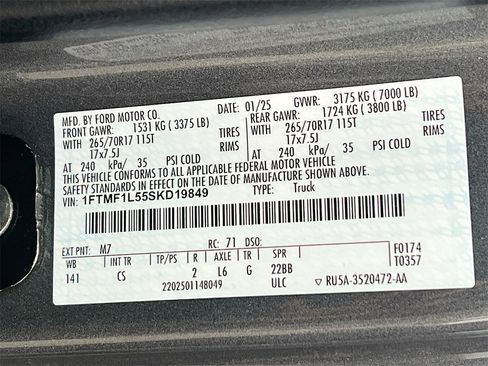 MFD. BY FORD MOTOR CO.
DATE: 01/25 GVWR: 3175 KG ( 7000 LB)
FRONT GAWR: 1531 KG ( 3375 LB) REAR GAWR: 1724 KG ( 3800 LB)
WITH 265/70R17 115T WITH 265/70R17 115T
17x7.5J 17x7.5J
AT 240 kPa/ 35 PSI COLD AT 240 kPa/ 35 PSI COLD
THIS VEHICLE CONFORMS TO ALL APPLICABLE FEDERAL MOTOR VEHICLE
SAFETY STANDARDS IN EFFECT ON THE DATE OF MANUFACTURE SHOWN ABOVE.
VIN: 1FTMF1L55SKD19849 TYPE: Truck
EXT PNT: M7 RC: 71 DSO: F0174
WB INT TR TP/PS R AXLE TR SPR T0357
141 CS 2 L6 G 22BB
2202501148049 ULC ▽ RU5A-3520472-AA